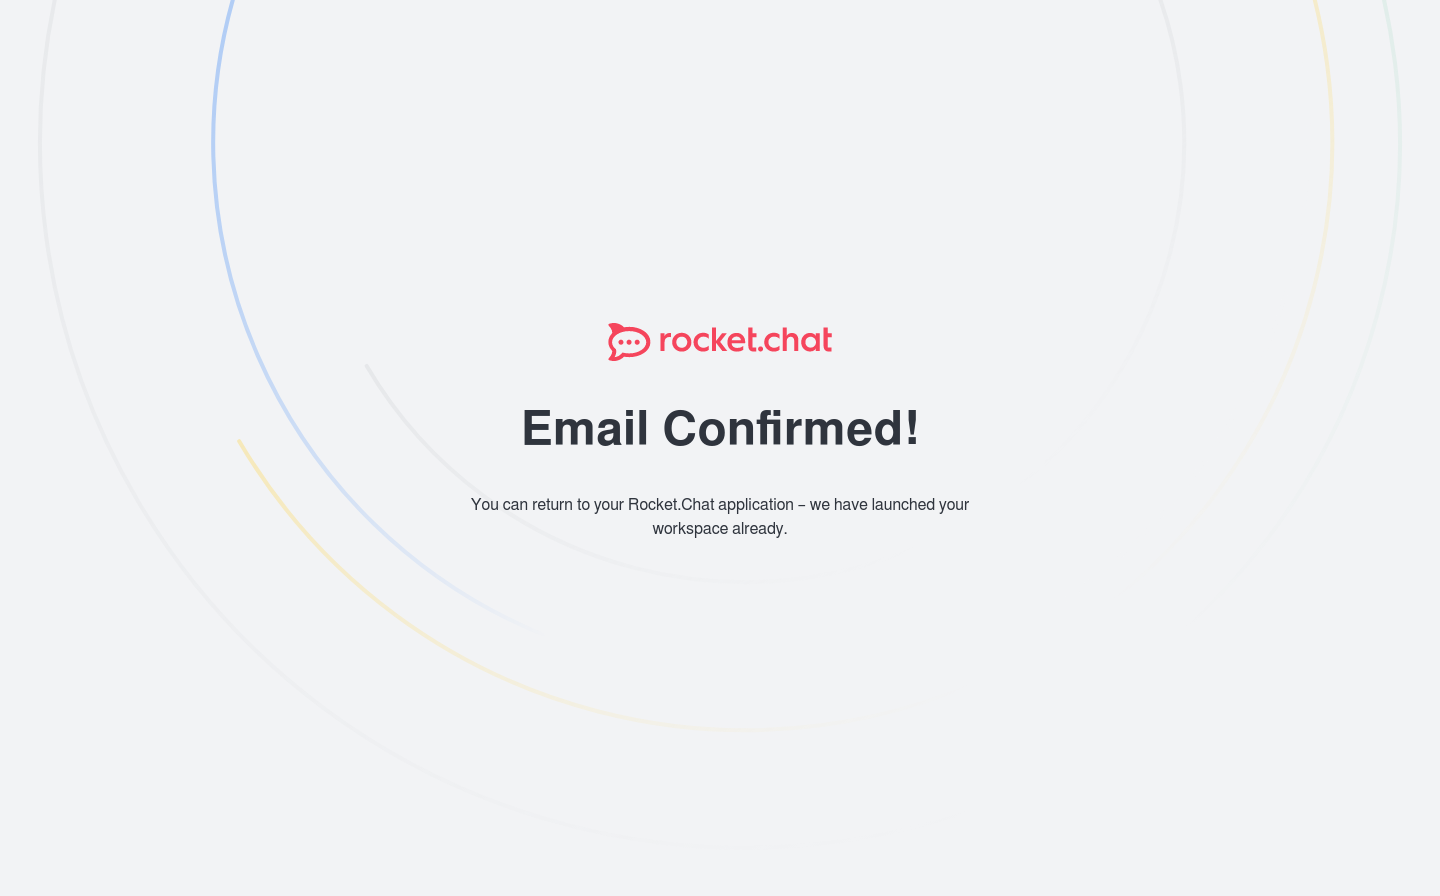 rocket.chat
Email Confirmed!
You can return to your Rocket.Chat application – we have launched your
workspace already.